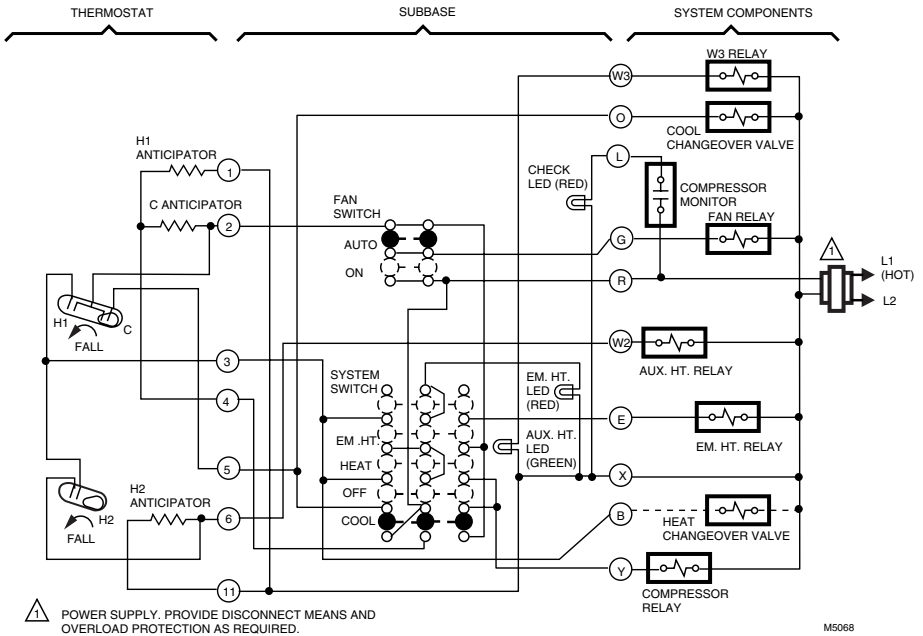 THERMOSTAT
SUBBASE
SYSTEM COMPONENTS
W3 RELAY
W3
O
COOL
CHANGEOVER VALVE
H1
ANTICIPATOR
1
CHECK
LED (RED)
L
COMPRESSOR
MONITOR
C ANTICIPATOR
2
FAN
SWITCH
AUTO
ON
FAN RELAY
G
R
1
L1
(HOT)
L2
H1
C
FALL
W2
AUX. HT. RELAY
3
SYSTEM
SWITCH
4
EM. HT.
LED
(RED)
E
EM. HT. RELAY
EM .HT.
AUX. HT.
LED
(GREEN)
HEAT
5
X
OFF
H2
FALL
H2
ANTICIPATOR
6
COOL
B
HEAT
CHANGEOVER VALVE
Y
COMPRESSOR
RELAY
11
1 POWER SUPPLY. PROVIDE DISCONNECT MEANS AND
OVERLOAD PROTECTION AS REQUIRED.
M5068